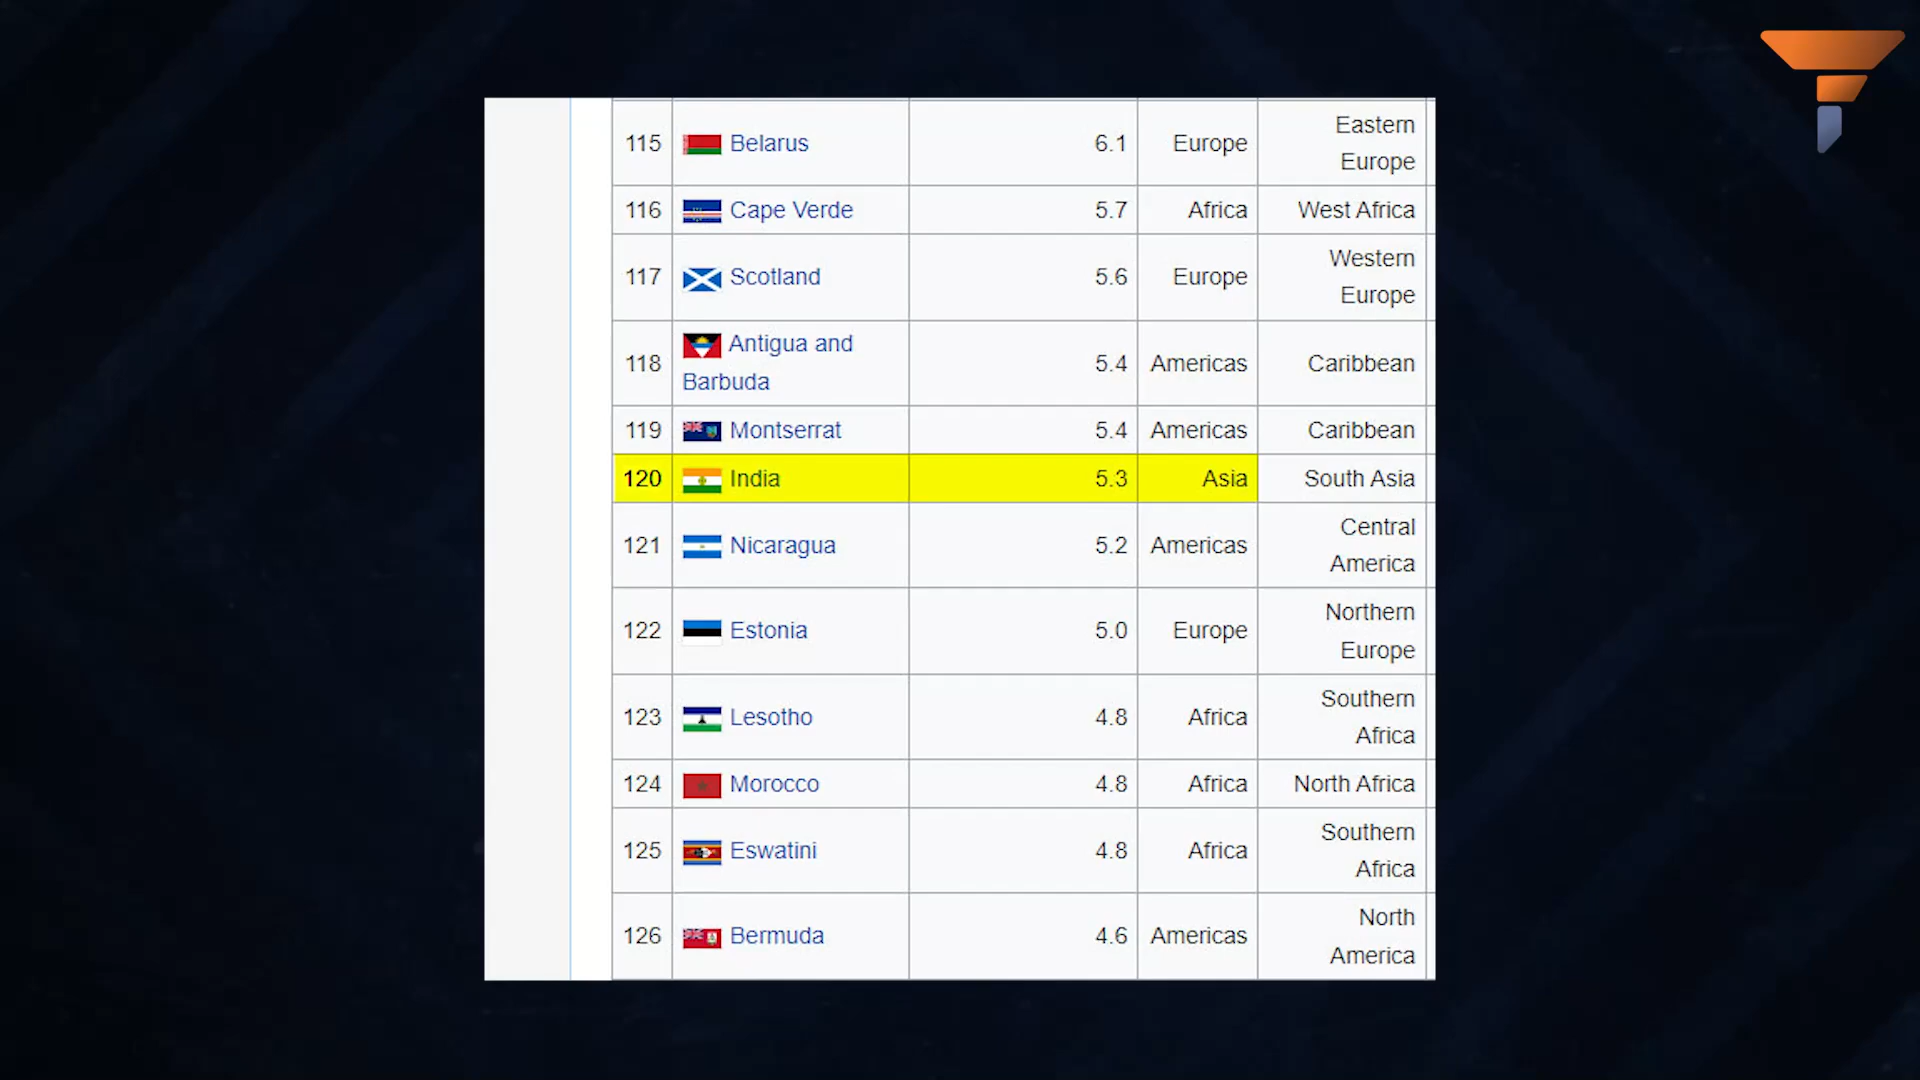 115 Belarus 6.1 Europe Eastern
Europe
116 Cape Verde 5.7 Africa West Africa
117 Scotland 5.6 Europe Western
Europe
118 Antigua and
Barbuda 5.4 Americas Caribbean
119 Montserrat 5.4 Americas Caribbean
120 India 5.3 Asia South Asia
121 Nicaragua 5.2 Americas Central
America
122 Estonia 5.0 Europe Northern
Europe
123 Lesotho 4.8 Africa Southern
Africa
124 Morocco 4.8 Africa North Africa
125 Eswatini 4.8 Africa Southern
Africa
126 Bermuda 4.6 Americas North
America